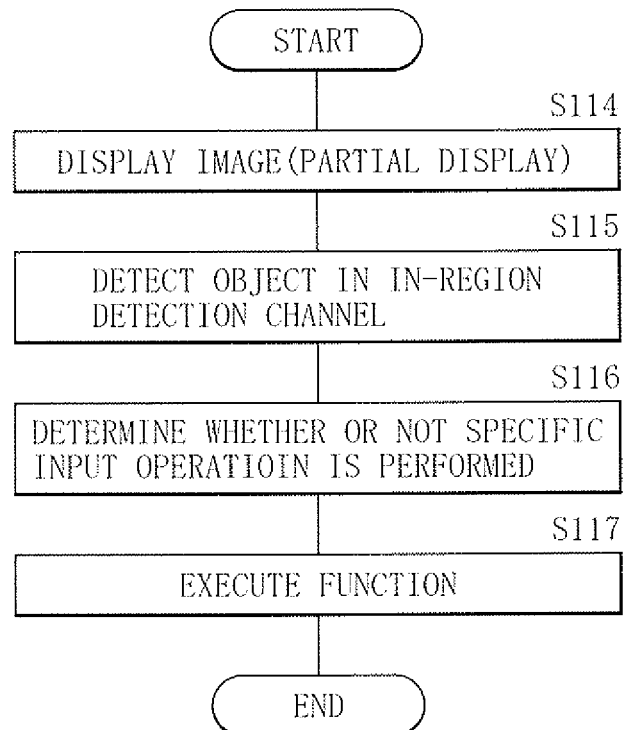 START
S114
DISPLAY IMAGE(PARTIAL DISPLAY)
S115
DETECT OBJECT IN IN-REGION
DETECTION CHANNEL
S116
DETERMINE WHETHER OR NOT SPECIFIC
INPUT OPERATIOIN IS PERFORMED
S117
EXECUTE FUNCTION
END